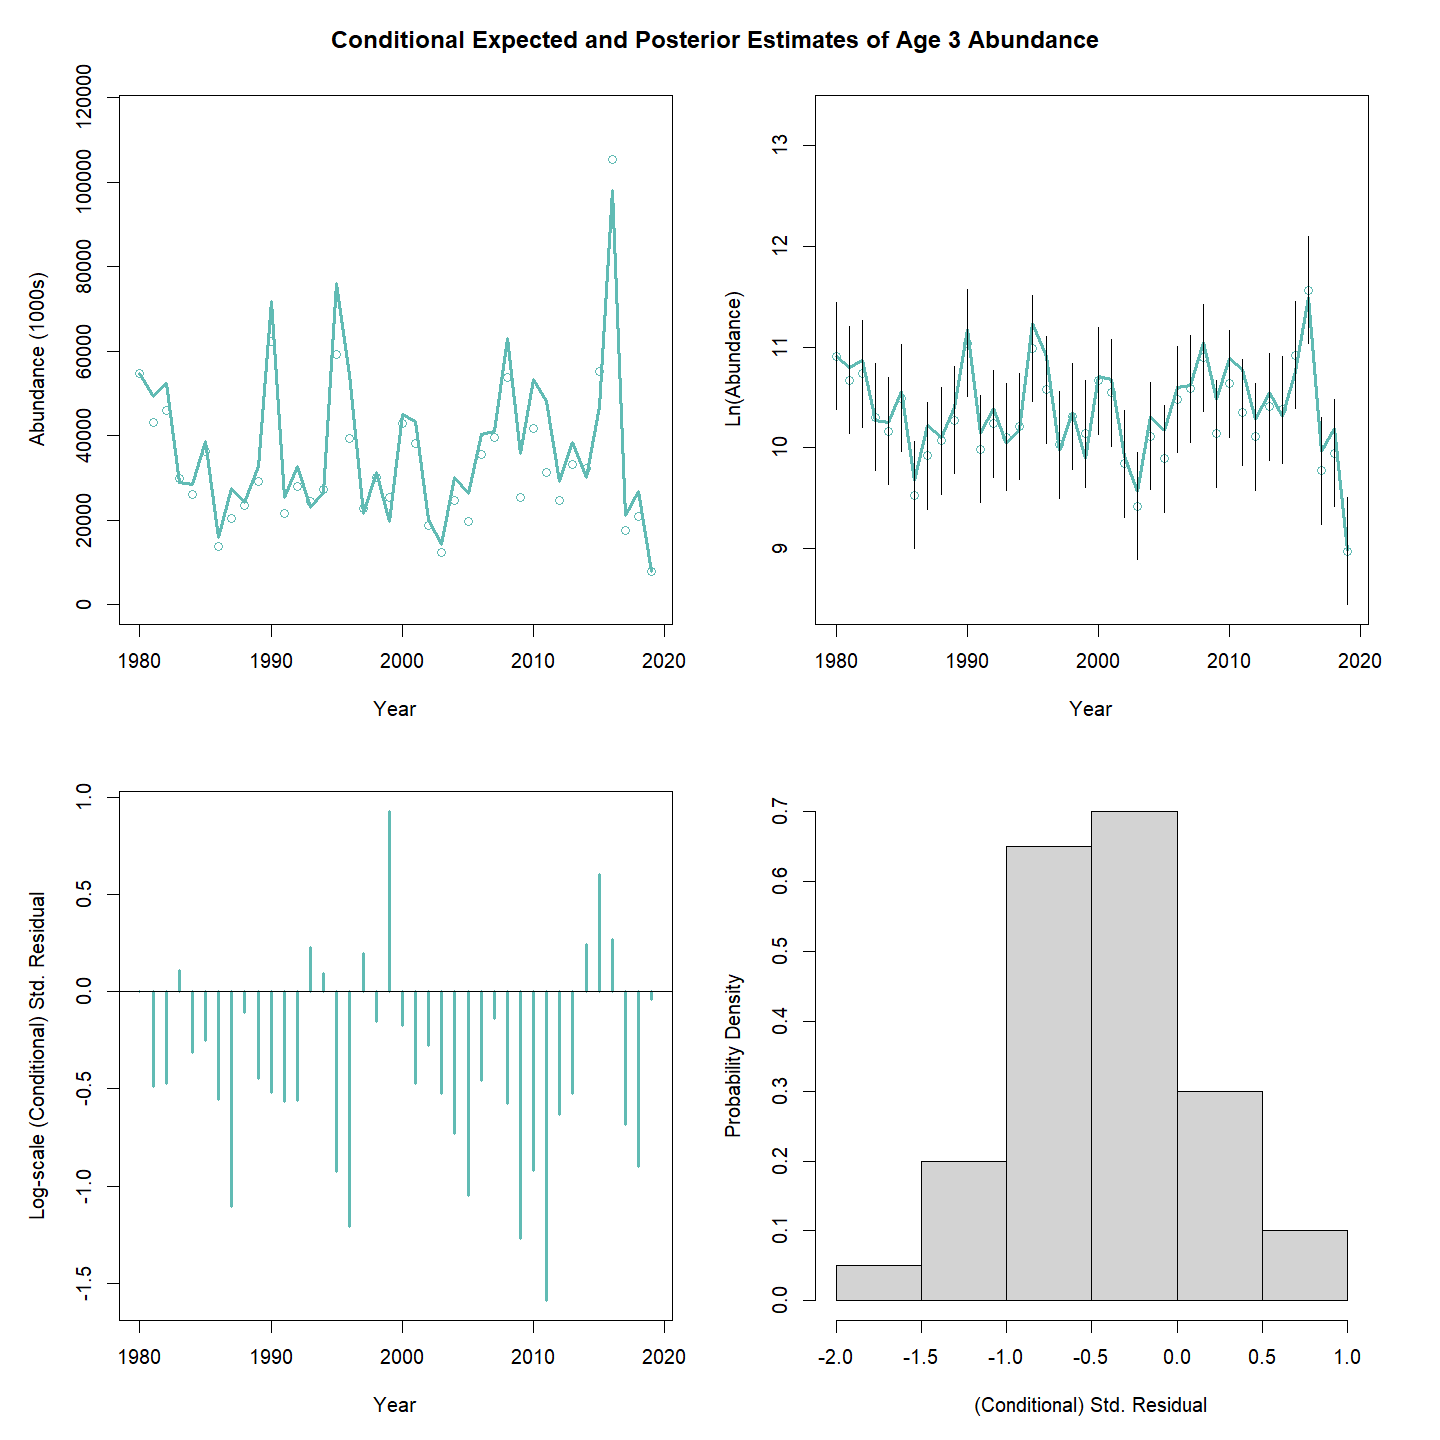 Conditional Expected and Posterior Estimates of Age 3 Abundance
Abundance (1000s)
120000
100000
80000
60000
40000
20000
0
1980 1990 2000 2010 2020
Year
Ln(Abundance)
13
12
11
10
9
1980 1990 2000 2010 2020
Year
Log-scale (Conditional) Std. Residual
1.0
0.5
0.0
-0.5
-1.0
-1.5
1980 1990 2000 2010 2020
Year
Probability Density
0.7
0.6
0.5
0.4
0.3
0.2
0.1
0.0
-2.0 -1.5 -1.0 -0.5 0.0 0.5 1.0
(Conditional) Std. Residual